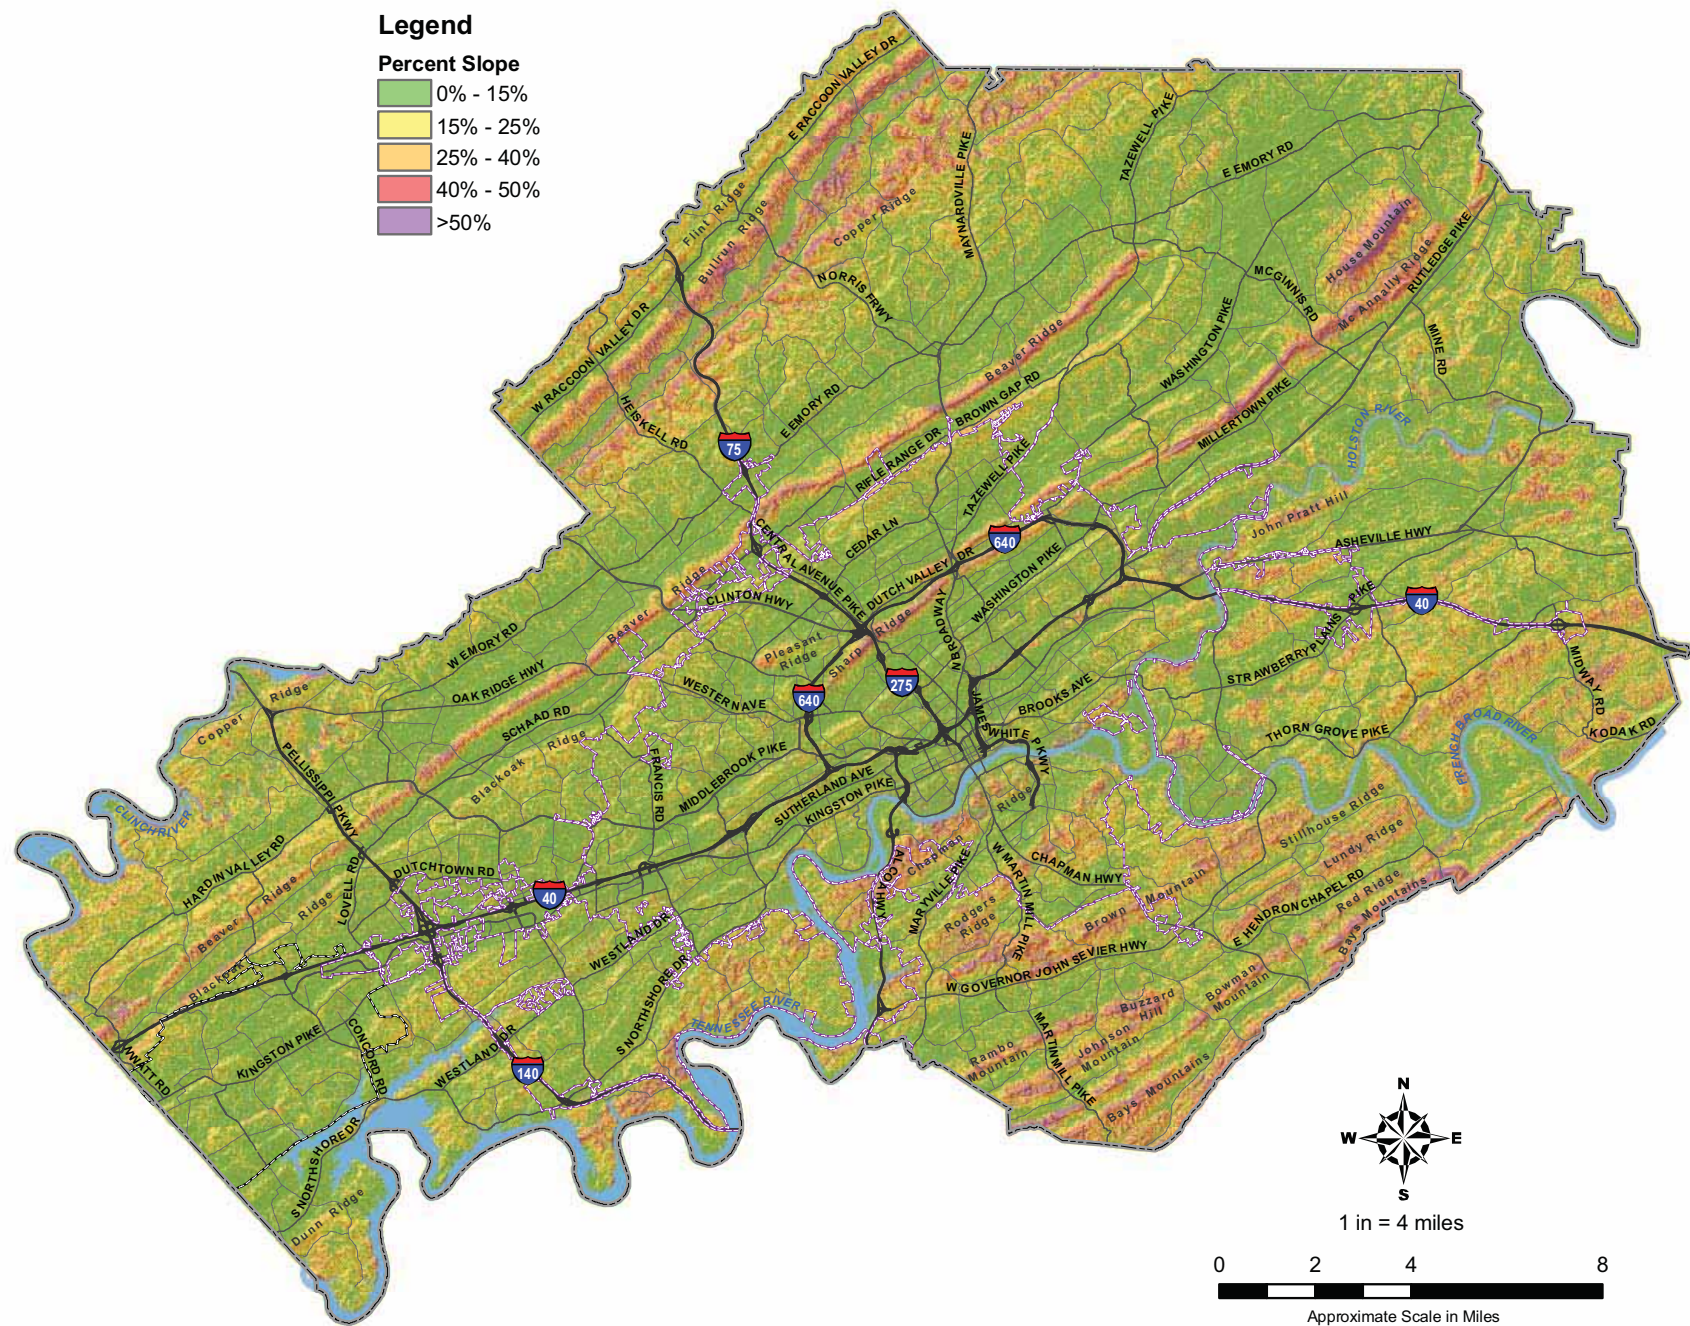 Legend
Percent Slope
0% - 15%
15% - 25%
25% - 40%
40% - 50%
>50%
E RACCOON VALLEY DR
TAZEWELL PIKE
MAYNARDVILLE PIKE
E EMORY RD
Flint Ridge
Bullrun Ridge
Copper Ridge
House Mountain
Mc Annally Ridge
RUTLEDGE PIKE
NORRIS FRWY
MCGINNIS RD
W RACCOON VALLEY DR
WASHINGTON PIKE
MINE RD
Beaver Ridge
HEISKELL RD
E EMORY RD
BROWN GAP RD
MILLERTOWN PIKE
HOLSTON RIVER
75
RIFLE RANGE DR
TAZEWELL PIKE
John Pratt Hill
CENTRAL AVENUE PIKE
CEDAR LN
640
ASHEVILLE HWY
DUTCH VALLEY DR
WASHINGTON PIKE
Beaver Ridge
CLINTON HWY
40
STRAWBERRY PLAINS PIKE
W EMORY RD
Pleasant
Ridge
Sharp Ridge
N BROADWAY
MIDWAY RD
OAK RIDGE HWY
WESTERN AVE
640
275
JAMES
WHITE PKWY
BROOKS AVE
Copper Ridge
SCHAAD RD
THORN GROVE PIKE
FRENCH BROAD RIVER
KODAK RD
PELLISSIPPI PKWY
Blackoak Ridge
FRANCIS RD
MIDDLEBROOK PIKE
SUTHERLAND AVE
KINGSTON PIKE
CLINCH RIVER
Chapman Ridge
Stillhouse Ridge
Lundy Ridge
HARDIN VALLEY RD
LOVELL RD
DUTCHTOWN RD
40
ALCOA HWY
MARYVILLE PIKE
W MARTIN MILL PIKE
CHAPMAN HWY
Brown Mountain
E HENDRON CHAPEL RD
Red Ridge
Bays Mountains
Beaver Ridge
Blackoak Ridge
Rodgers
Ridge
WESTLAND DR
S NORTHSHORE DR
W GOVERNOR JOHN SEVIER HWY
Bowman
Mountain
Buzzard
Hill
TENNESSEE RIVER
Johnson
Mountain
Rambo
Mountain
MARTIN MILL PIKE
Bays Mountains
N WATT RD
KINGSTON PIKE
CONCORD RD
WESTLAND DR
140
S NORTHSHORE DR
Dunn Ridge
N
W E
S
1 in = 4 miles
0 2 4 8
Approximate Scale in Miles